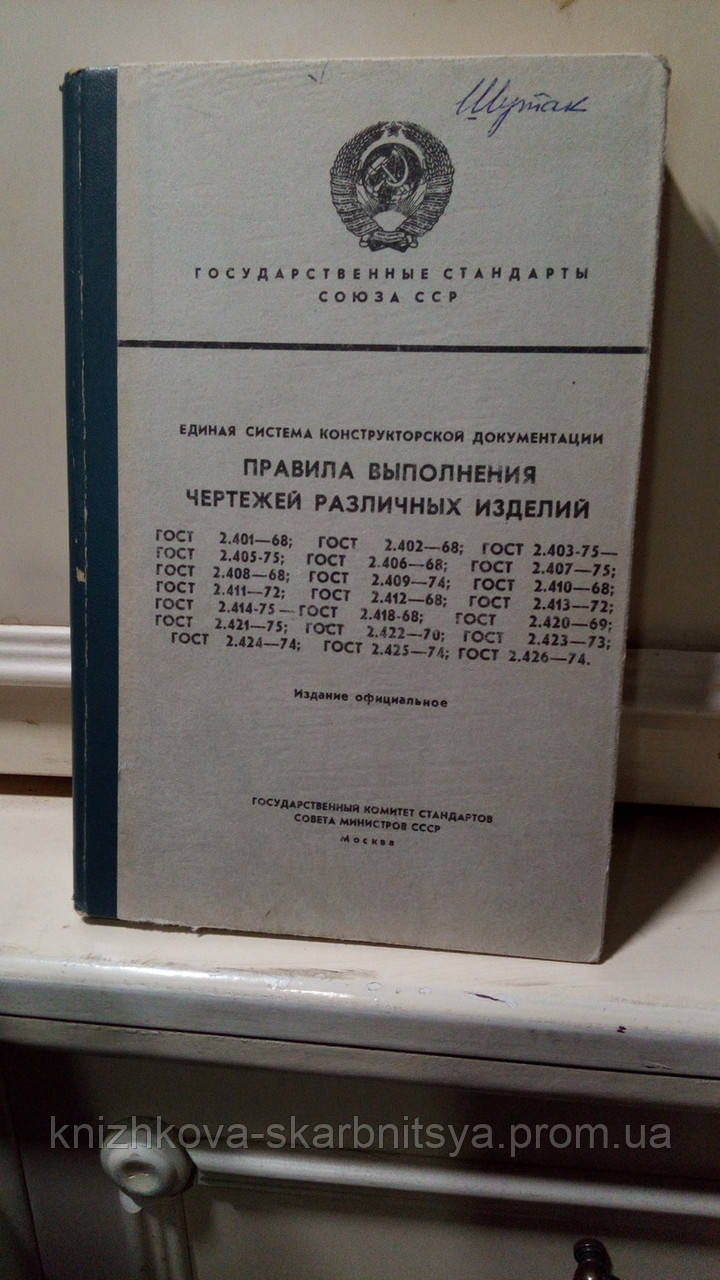 Шутак
ГОСУДАРСТВЕННЫЕ СТАНДАРТЫ
СОЮЗА ССР
ЕДИНАЯ СИСТЕМА КОНСТРУКТОРСКОЙ ДОКУМЕНТАЦИИ
ПРАВИЛА ВЫПОЛНЕНИЯ
ЧЕРТЕЖЕЙ РАЗЛИЧНЫХ ИЗДЕЛИЙ
ГОСТ 2.401—68; ГОСТ 2.402—68; ГОСТ 2.403-75—
ГОСТ 2.405-75; ГОСТ 2.406—68; ГОСТ 2.407—75;
ГОСТ 2.408—68; ГОСТ 2.409—74; ГОСТ 2.410—68;
ГОСТ 2.411—72; ГОСТ 2.412—68; ГОСТ 2.413—72;
ГОСТ 2.414-75—ГОСТ 2.418-68; ГОСТ 2.420—69;
ГОСТ 2.421—75; ГОСТ 2.422—70; ГОСТ 2.423—73;
ГОСТ 2.424—74; ГОСТ 2.425—74; ГОСТ 2.426—74.
Издание официальное
ГОСУДАРСТВЕННЫЙ КОМИТЕТ СТАНДАРТОВ
СОВЕТА МИНИСТРОВ СССР
Москва
knizhkova-skarbnitsya.prom.ua